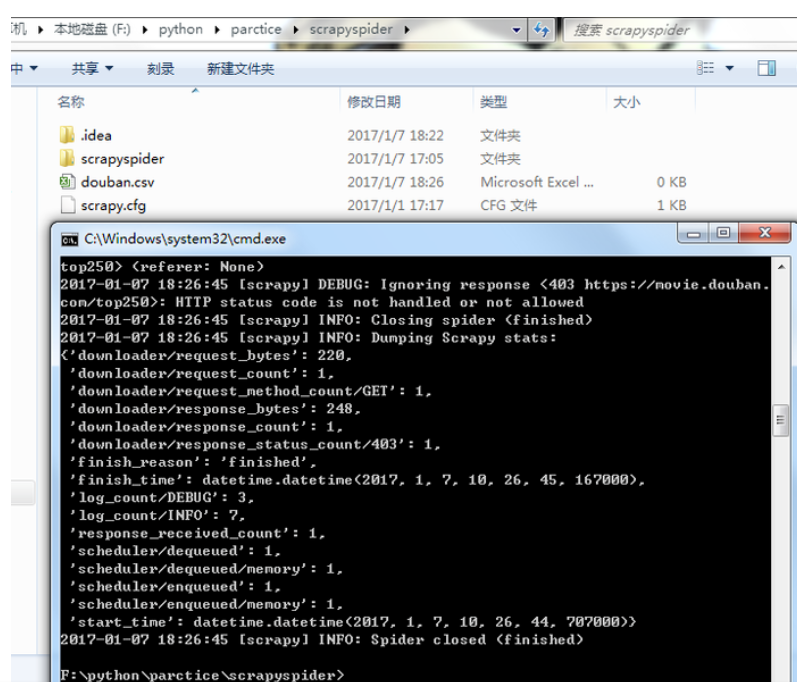 机 ▸ 本地磁盘 (F:) ▸ python ▸ parctice ▸ scrapyspider ▸ 搜索 scrapyspider
中 共享 刻录 新建文件夹
名称 修改日期 类型 大小
.idea 2017/1/7 18:22 文件夹
scrapyspider 2017/1/7 17:05 文件夹
douban.csv 2017/1/7 18:26 Microsoft Excel ... 0 KB
scrapy.cfg 2017/1/1 17:17 CFG 文件 1 KB
C:\Windows\system32\cmd.exe
top250> (referer: None)
2017-01-07 18:26:45 [scrapy] DEBUG: Ignoring response <403 https://movie.douban.
com/top250>: HTTP status code is not handled or not allowed
2017-01-07 18:26:45 [scrapy] INFO: Closing spider (finished)
2017-01-07 18:26:45 [scrapy] INFO: Dumping Scrapy stats:
{'downloader/request_bytes': 220,
'downloader/request_count': 1,
'downloader/request_method_count/GET': 1,
'downloader/response_bytes': 248,
'downloader/response_count': 1,
'downloader/response_status_count/403': 1,
'finish_reason': 'finished',
'finish_time': datetime.datetime(2017, 1, 7, 10, 26, 45, 167000),
'log_count/DEBUG': 3,
'log_count/INFO': 7,
'response_received_count': 1,
'scheduler/dequeued': 1,
'scheduler/dequeued/memory': 1,
'scheduler/enqueued': 1,
'scheduler/enqueued/memory': 1,
'start_time': datetime.datetime(2017, 1, 7, 10, 26, 44, 707000)}
2017-01-07 18:26:45 [scrapy] INFO: Spider closed (finished)
F:\python\parctice\scrapyspider>